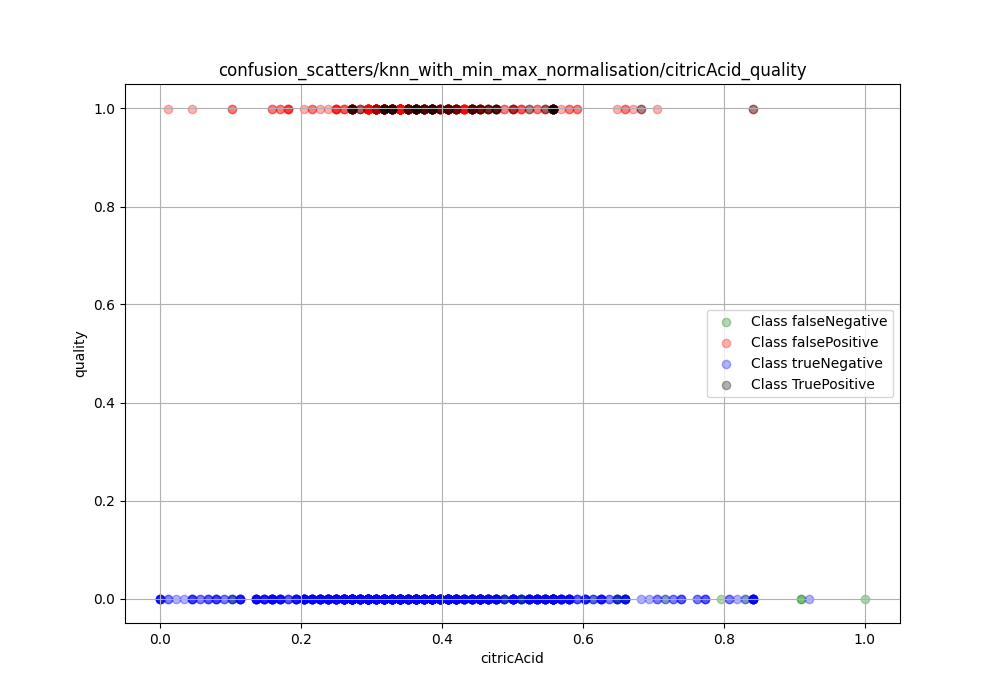 confusion_scatters/knn_with_min_max_normalisation/citricAcid_quality
1.0
0.8
0.6
0.4
0.2
0.0
quality
Class falseNegative
Class falsePositive
Class trueNegative
Class TruePositive
0.0 0.2 0.4 0.6 0.8 1.0
citricAcid